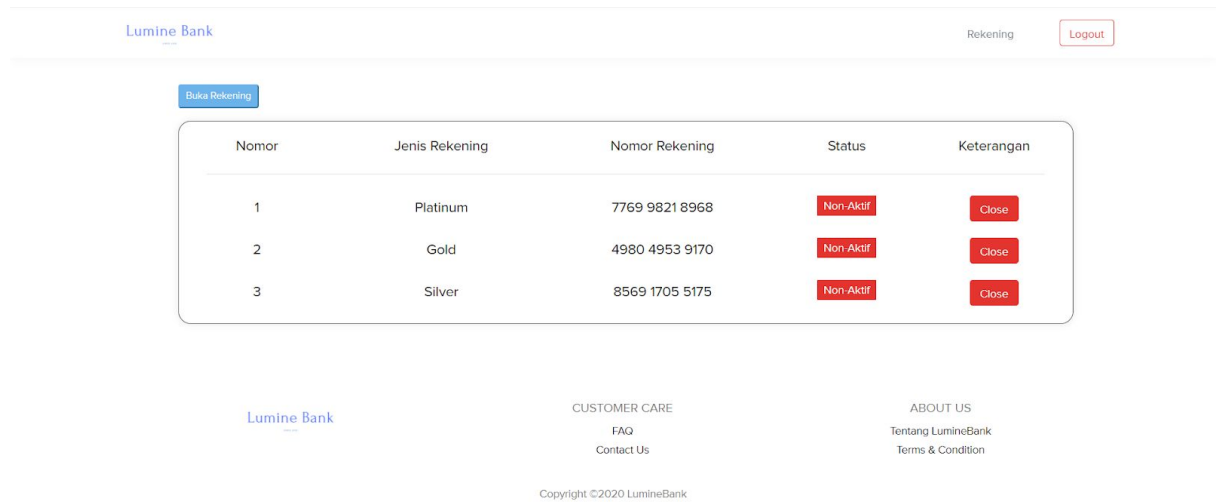 Lumine Bank
Rekening
Logout
Buka Rekening
Nomor Jenis Rekening Nomor Rekening Status Keterangan
1 Platinum 7769 9821 8968 Non-Aktif Close
2 Gold 4980 4953 9170 Non-Aktif Close
3 Silver 8569 1705 5175 Non-Aktif Close
Lumine Bank
CUSTOMER CARE
FAQ
Contact Us
ABOUT US
Tentang LumineBank
Terms & Condition
Copyright ©2020 LumineBank